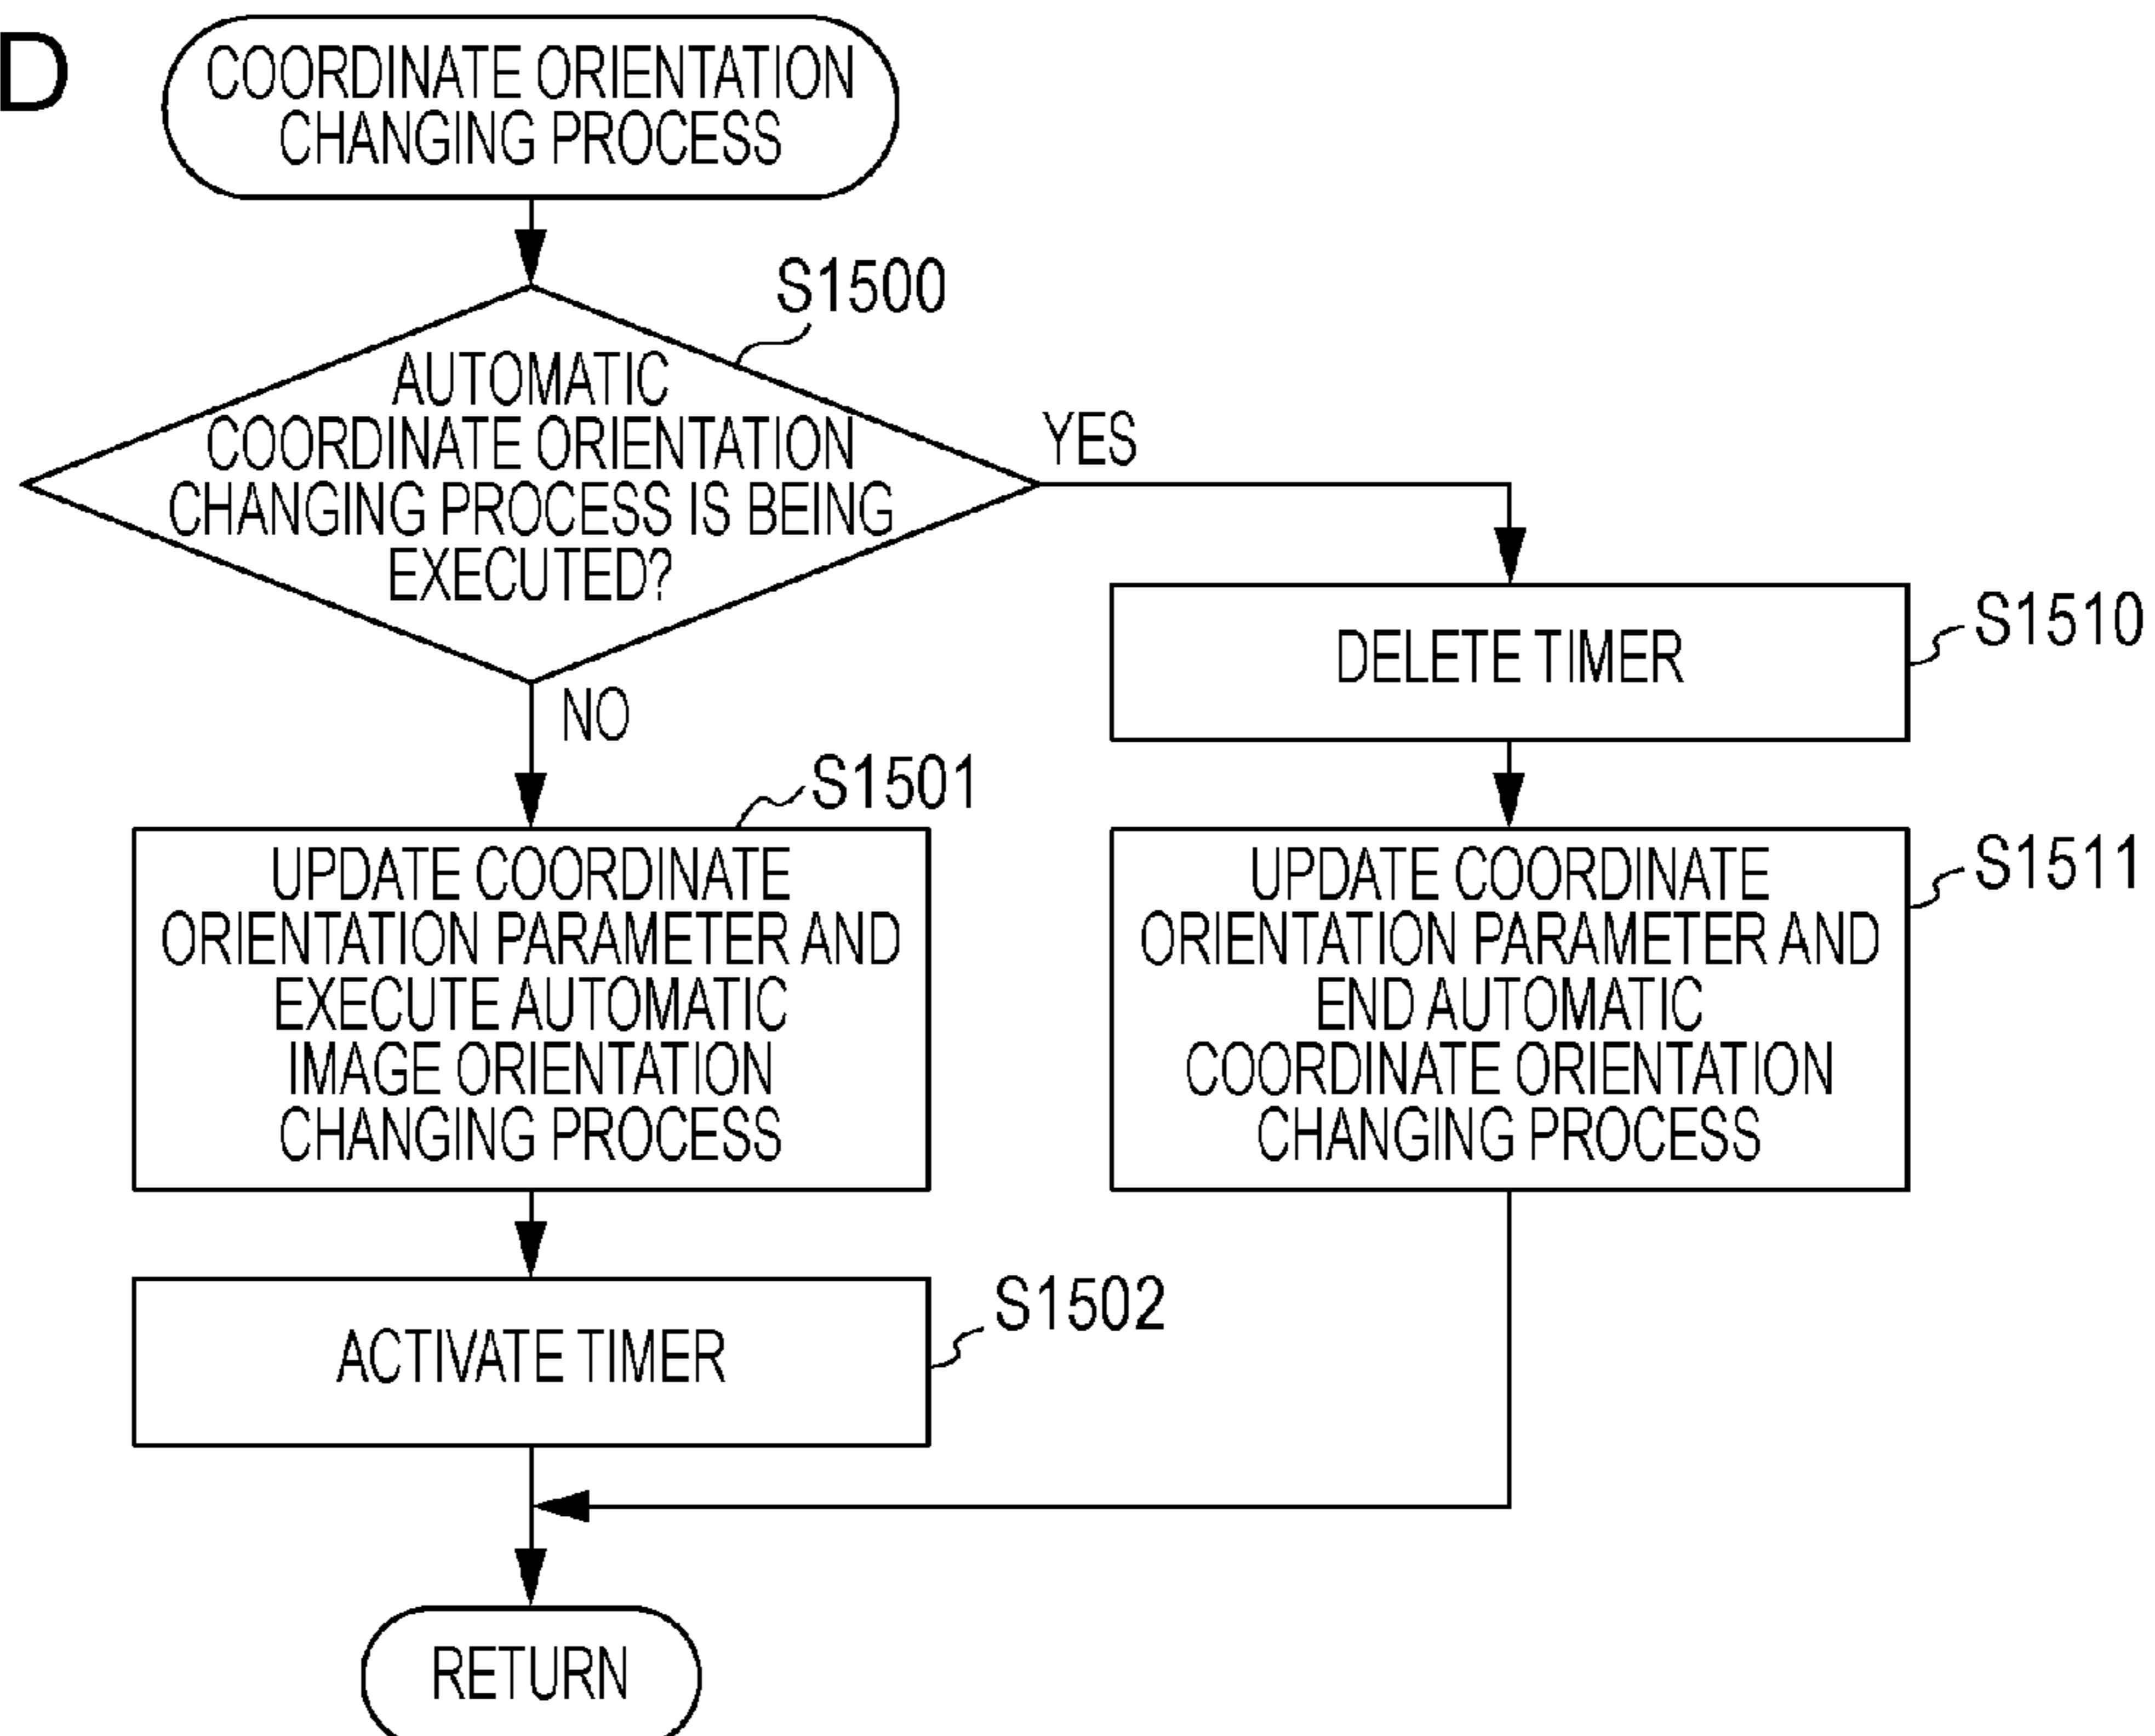 D
COORDINATE ORIENTATION
CHANGING PROCESS
S1500
AUTOMATIC
COORDINATE ORIENTATION
CHANGING PROCESS IS BEING
EXECUTED?
YES
NO
S1510
DELETE TIMER
S1501
UPDATE COORDINATE
ORIENTATION PARAMETER AND
EXECUTE AUTOMATIC
IMAGE ORIENTATION
CHANGING PROCESS
S1511
UPDATE COORDINATE
ORIENTATION PARAMETER AND
END AUTOMATIC
COORDINATE ORIENTATION
CHANGING PROCESS
S1502
ACTIVATE TIMER
RETURN